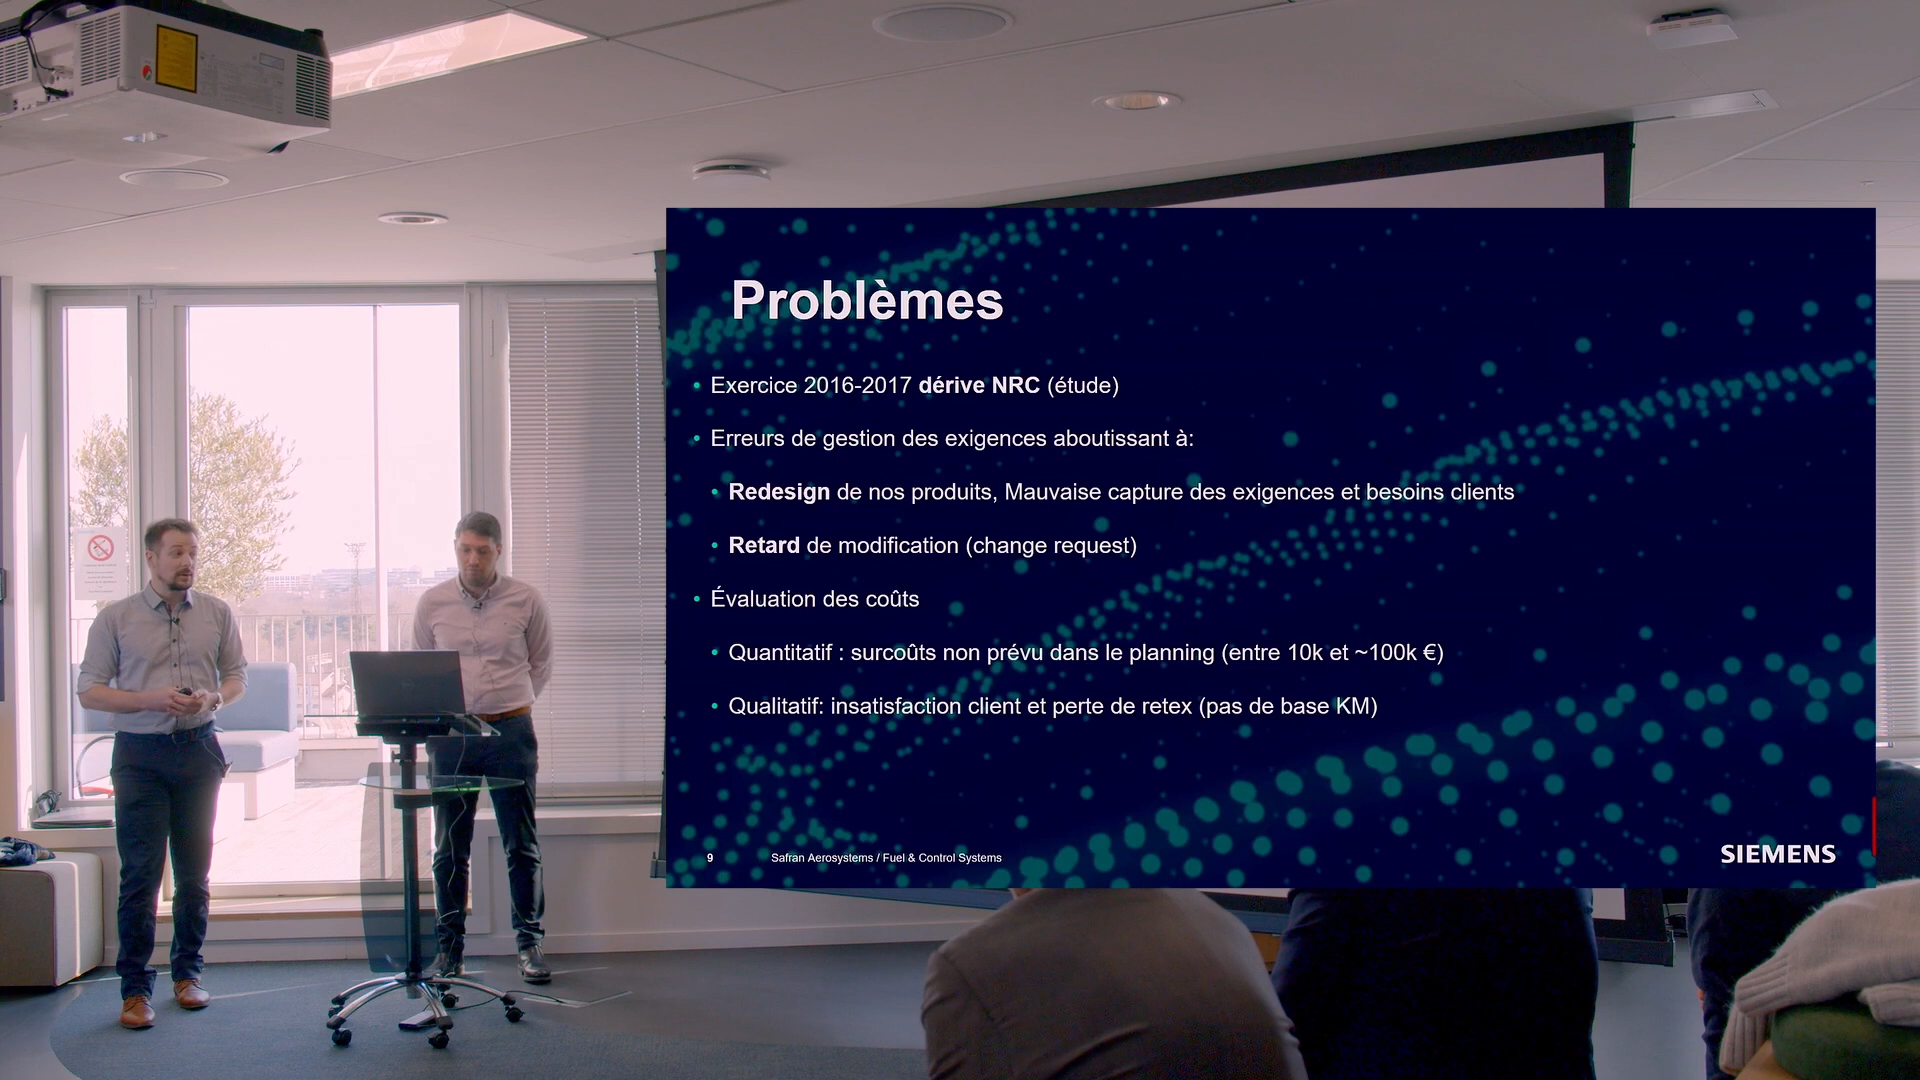 Problèmes
• Exercice 2016-2017 dérive NRC (étude)
• Erreurs de gestion des exigences aboutissant à:
• Redesign de nos produits, Mauvaise capture des exigences et besoins clients
• Retard de modification (change request)
• Évaluation des coûts
• Quantitatif : surcoûts non prévu dans le planning (entre 10k et ~100k €)
• Qualitatif: insatisfaction client et perte de retex (pas de base KM)
9 Safran Aerosystems / Fuel & Control Systems
SIEMENS